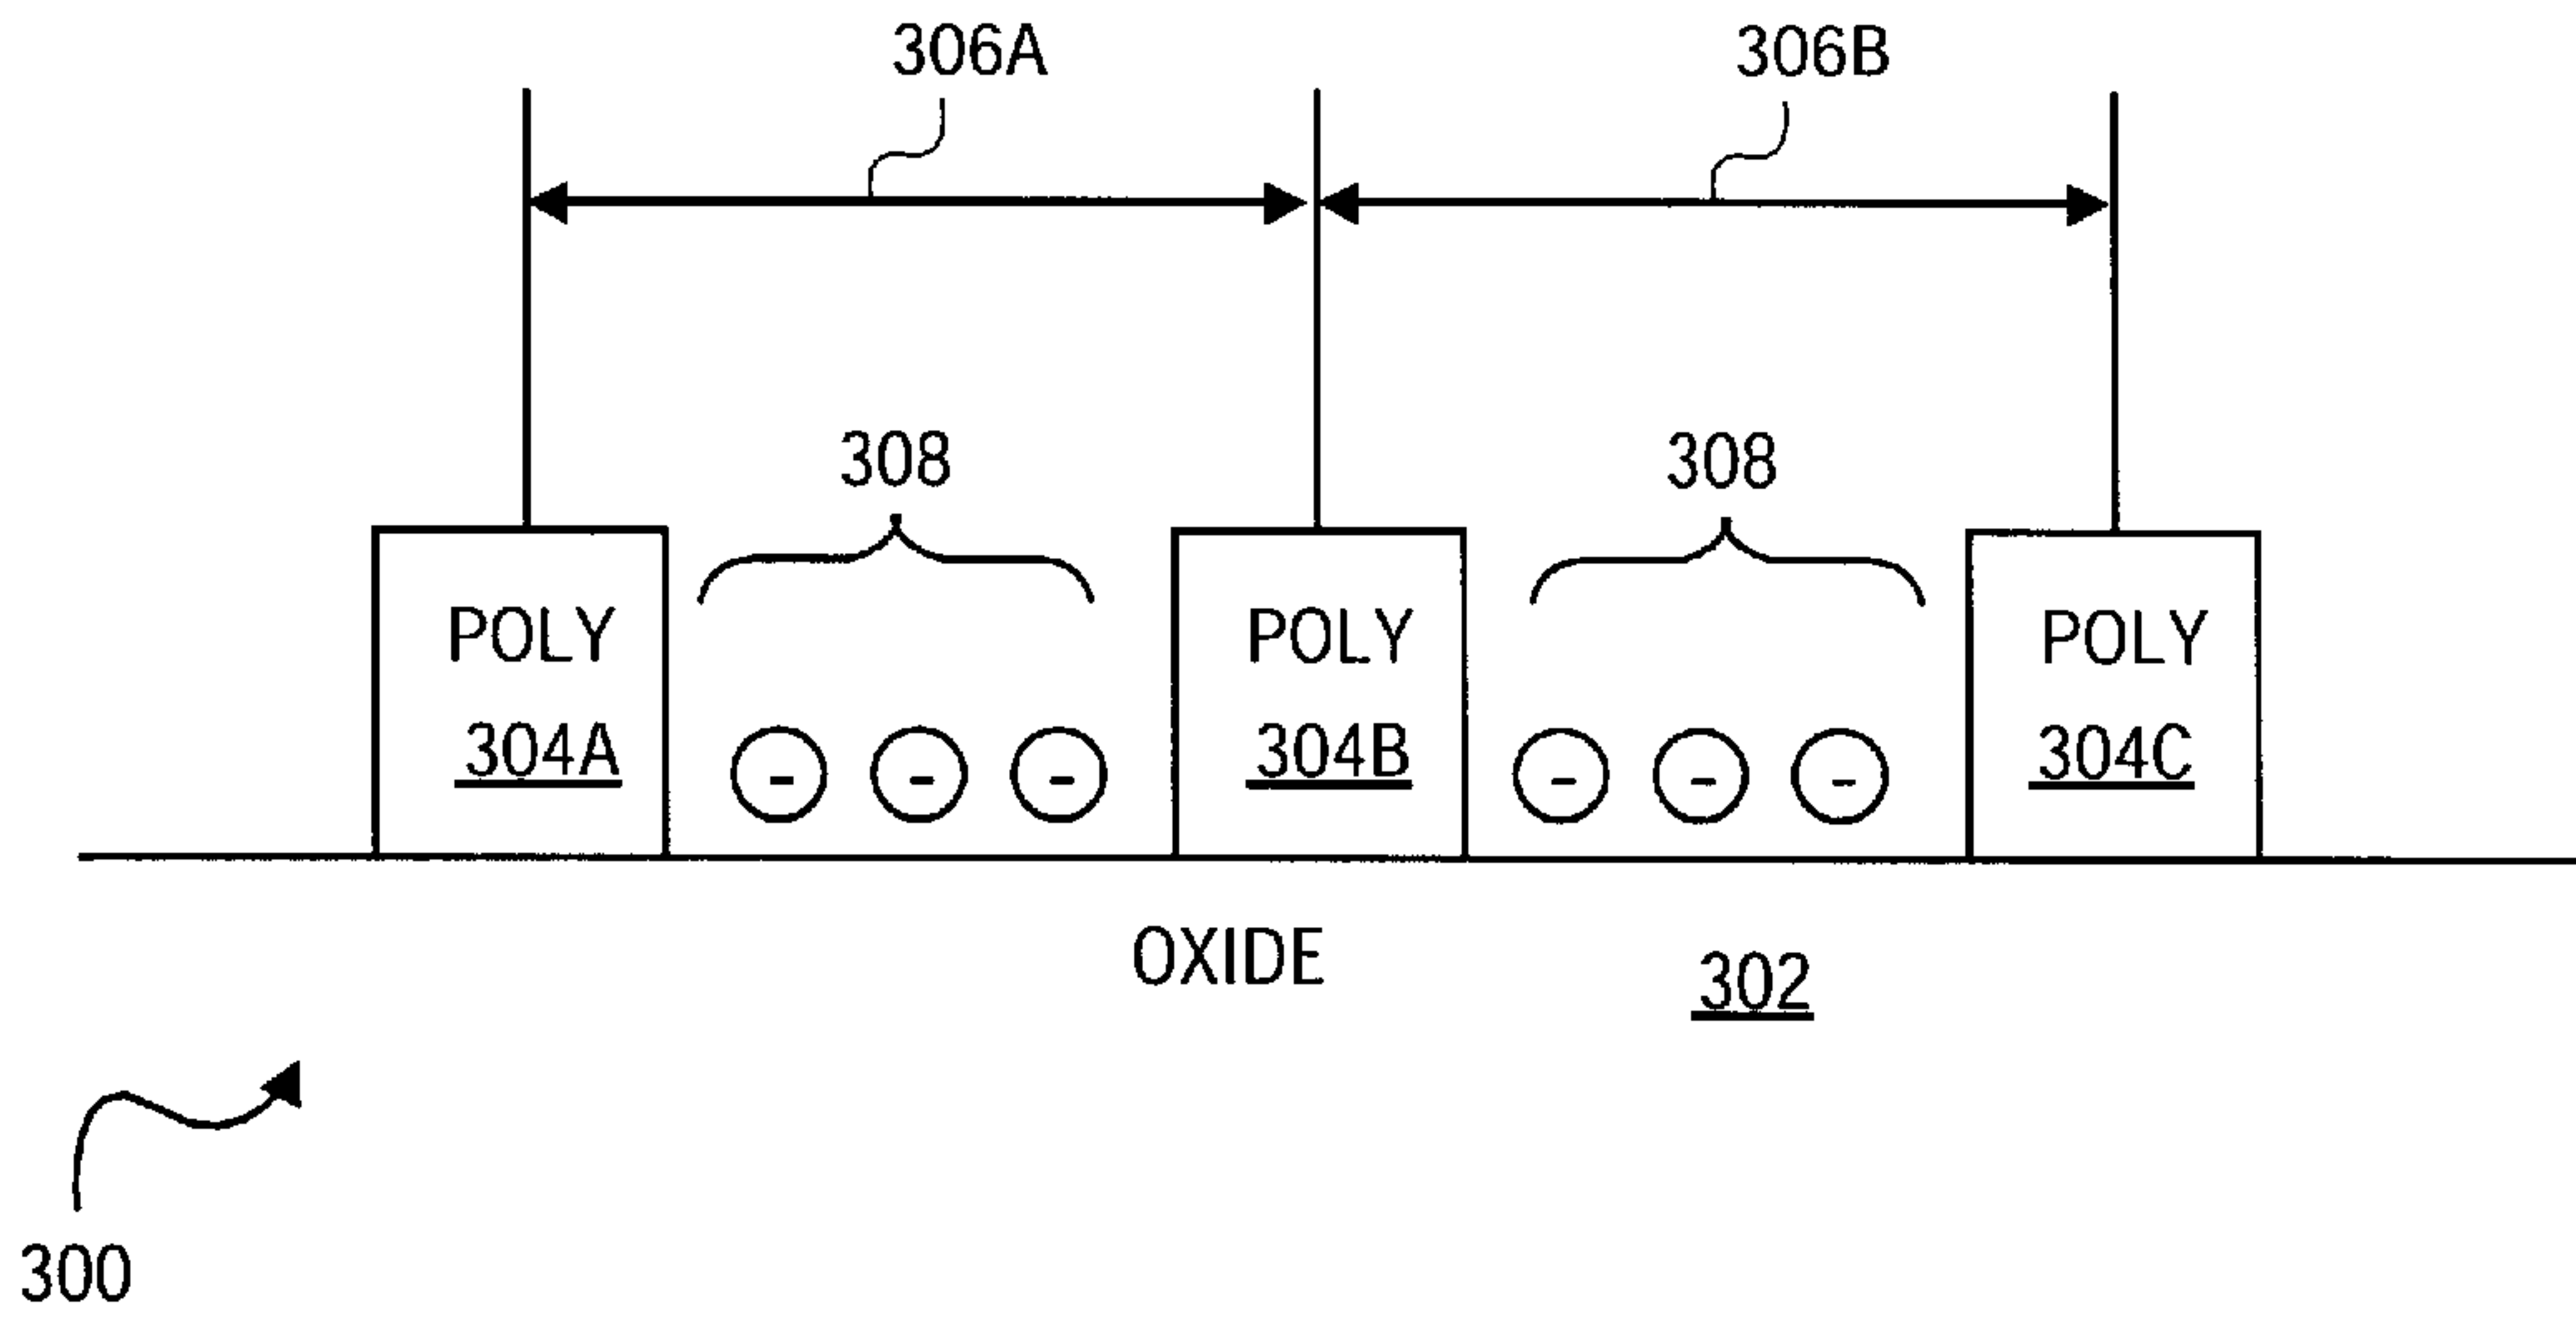 306A 306B
308 308
POLY POLY POLY
304A 304B 304C
- - - - - -
OXIDE
302
300